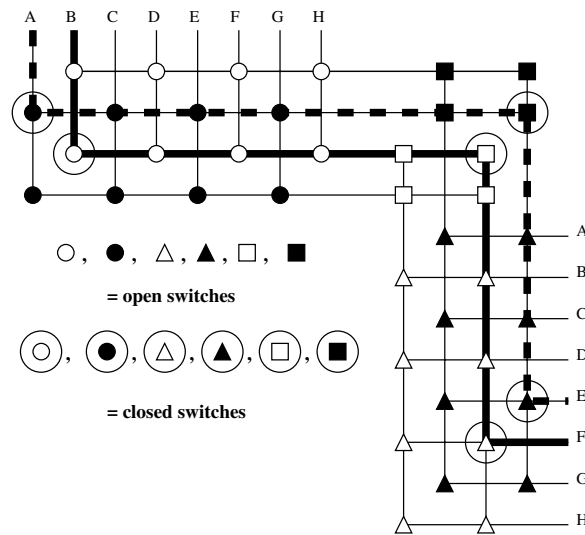 A B C D E F G H
A
B
C
, , , , ,
D
= open switches
E
, , , , ,
= closed switches
F
G
H